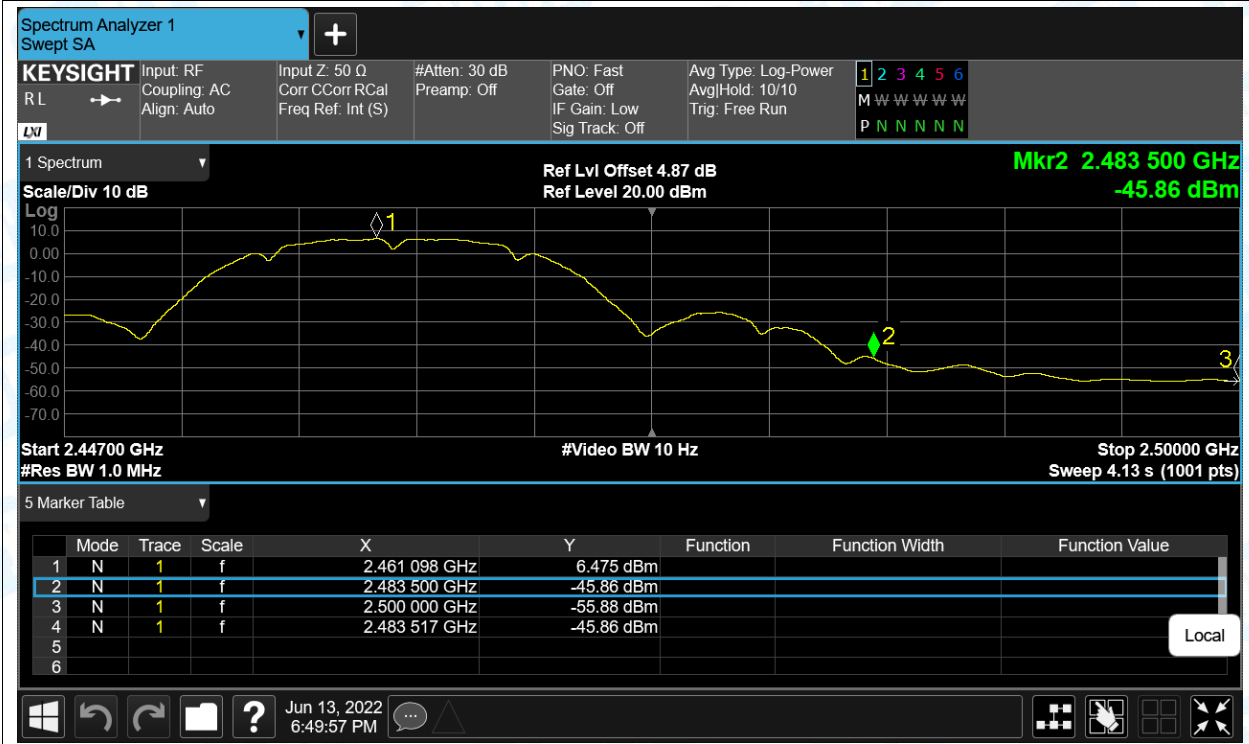 Spectrum Analyzer 1
Swept SA
+
KEYSIGHT Input: RF Input Z: 50 Ω #Atten: 30 dB PNO: Fast Avg Type: Log-Power 1 2 3 4 5 6
R L Coupling: AC Corr CCorr RCal Preamp: Off Gate: Off Avg|Hold: 10/10 M W W W W W
Align: Auto Freq Ref: Int (S) IF Gain: Low Trig: Free Run
LXI Sig Track: Off P N N N N N
1 Spectrum Ref Lvl Offset 4.87 dB Mkr2 2.483 500 GHz
Scale/Div 10 dB Ref Level 20.00 dBm -45.86 dBm
Log
1
10.0
0.00
-10.0
-20.0
-30.0
2
-40.0
3
-50.0
-60.0
-70.0
Start 2.44700 GHz #Video BW 10 Hz Stop 2.50000 GHz
#Res BW 1.0 MHz Sweep 4.13 s (1001 pts)
5 Marker Table
Mode Trace Scale X Y Function Function Width Function Value
1 N 1 f 2.461 098 GHz 6.475 dBm
2 N 1 f 2.483 500 GHz -45.86 dBm
3 N 1 f 2.500 000 GHz -55.88 dBm
4 N 1 f 2.483 517 GHz -45.86 dBm
5
6
Local
? Jun 13, 2022
6:49:57 PM